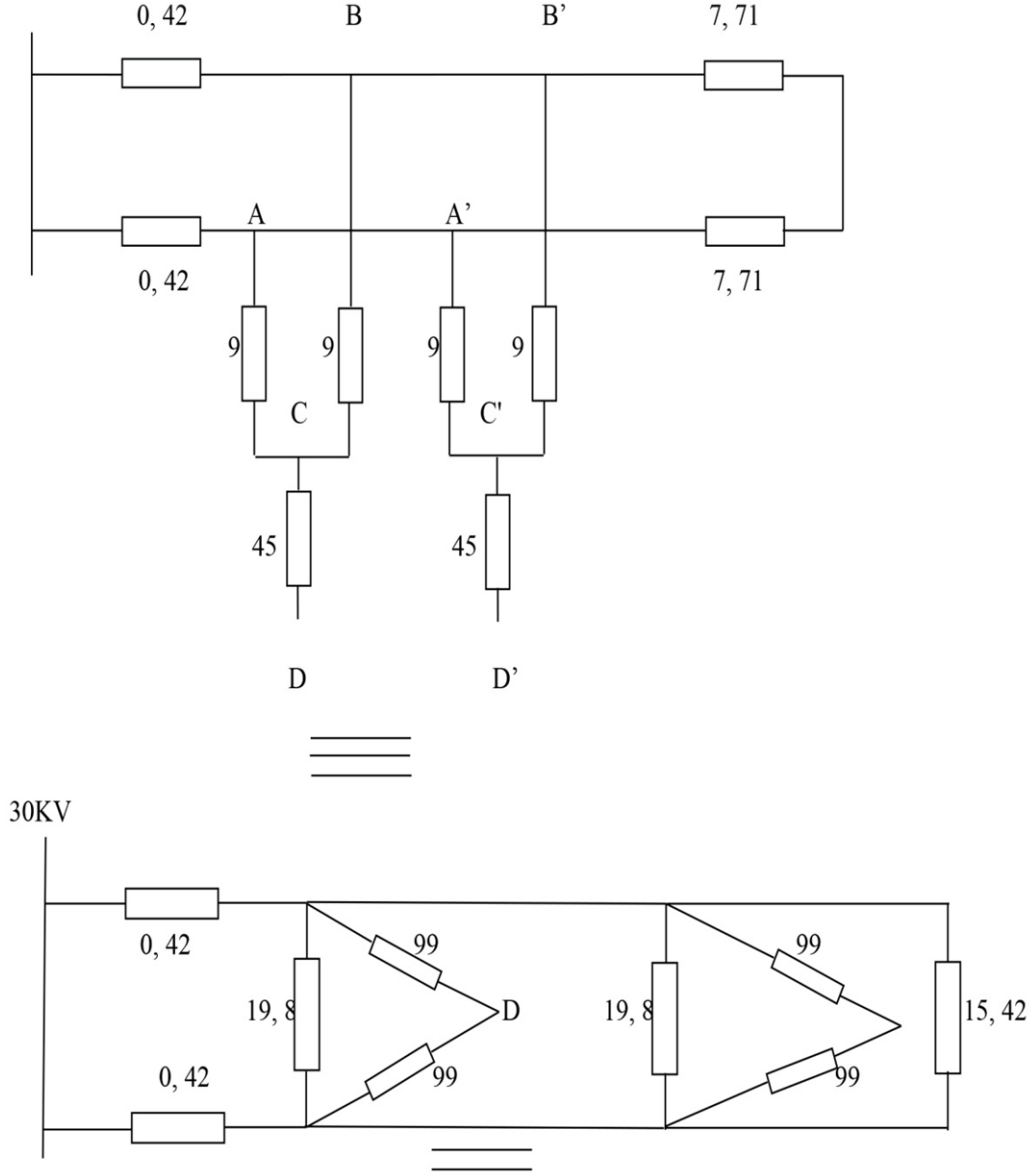 0, 42 B B’ 7, 71
A A’
0, 42 7, 71
9 9 9 9
C C'
45 45
D D’
30KV
0, 42 99 99
19, 8 D 19, 8 15, 42
0, 42 99 99